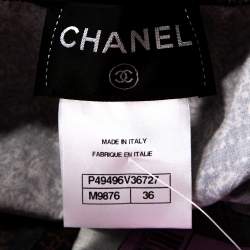 CHANEL
MADE IN ITALY
FABRIQUE EN ITALIE
P49496V36727
M9876 36